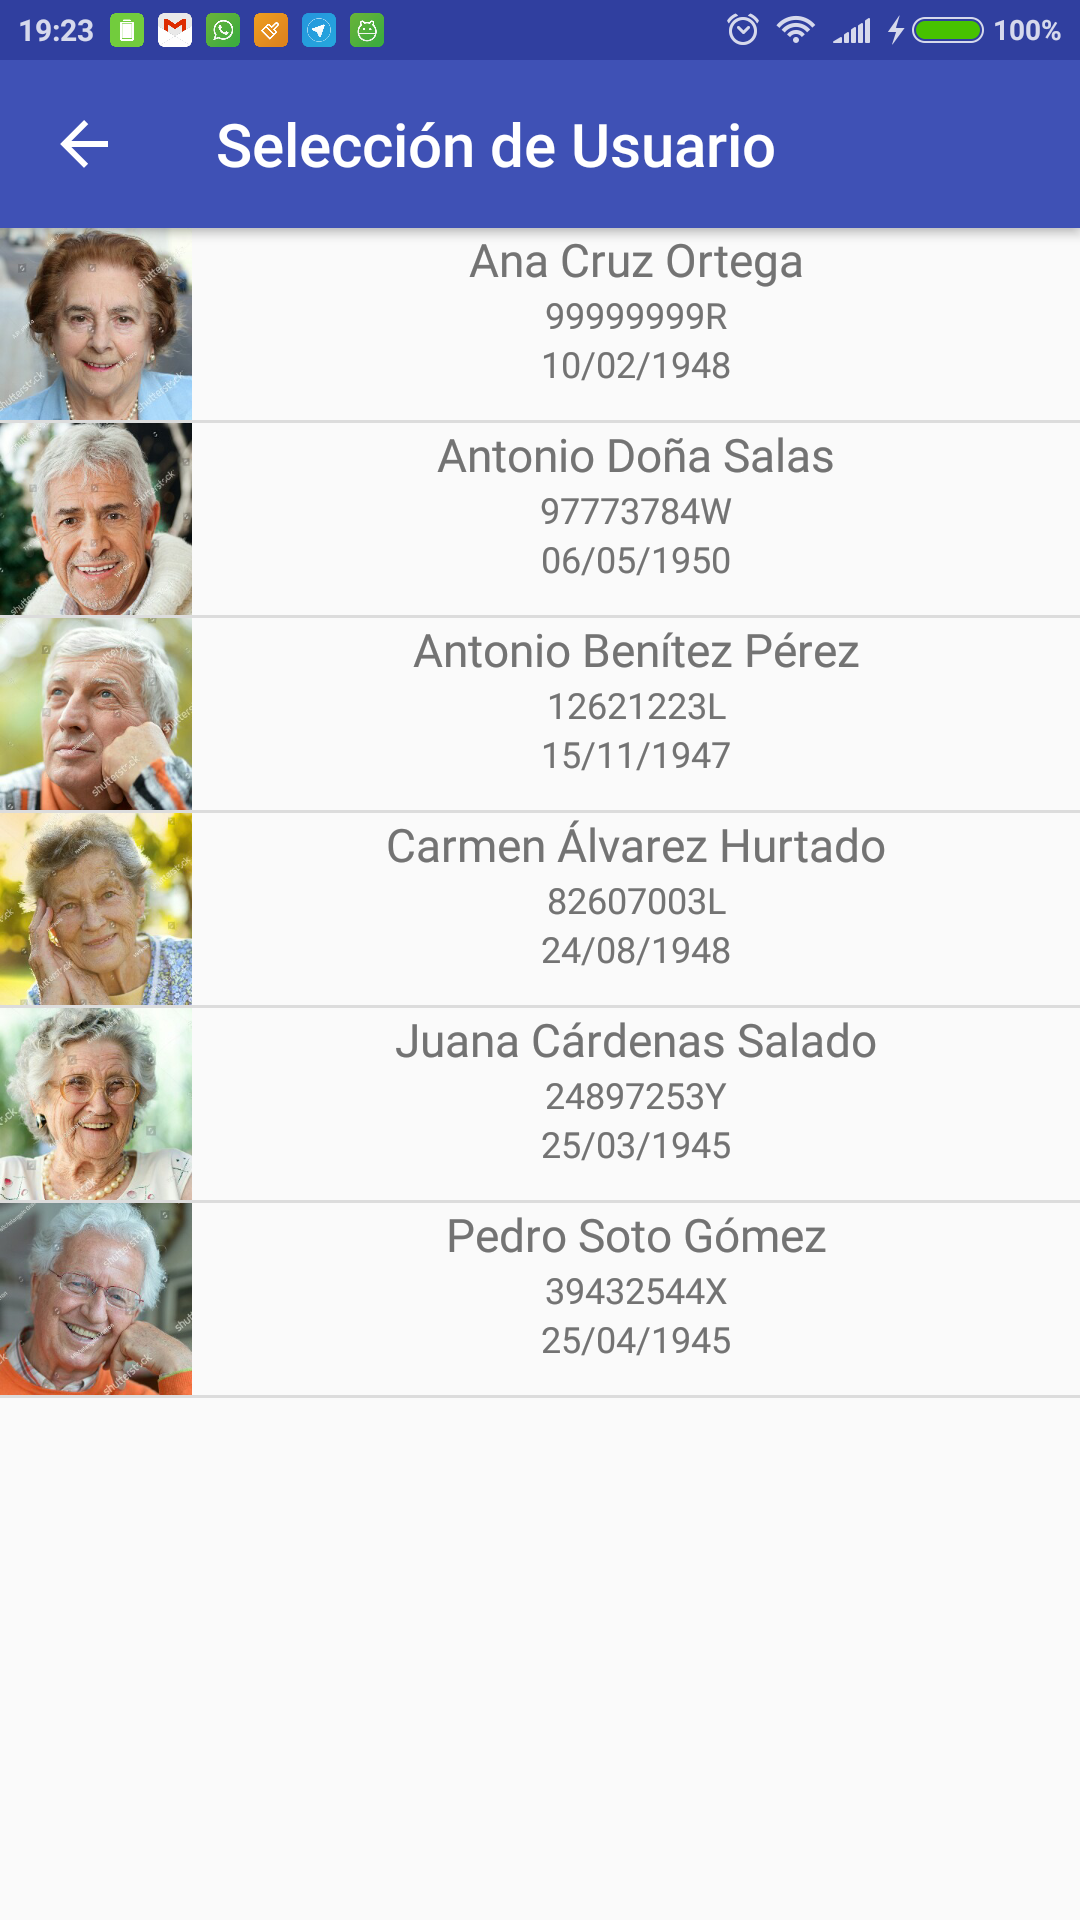 19:23
100%
Selección de Usuario
Ana Cruz Ortega
99999999R
10/02/1948
Antonio Doña Salas
97773784W
06/05/1950
Antonio Benítez Pérez
12621223L
15/11/1947
Carmen Álvarez Hurtado
82607003L
24/08/1948
Juana Cárdenas Salado
24897253Y
25/03/1945
Pedro Soto Gómez
39432544X
25/04/1945